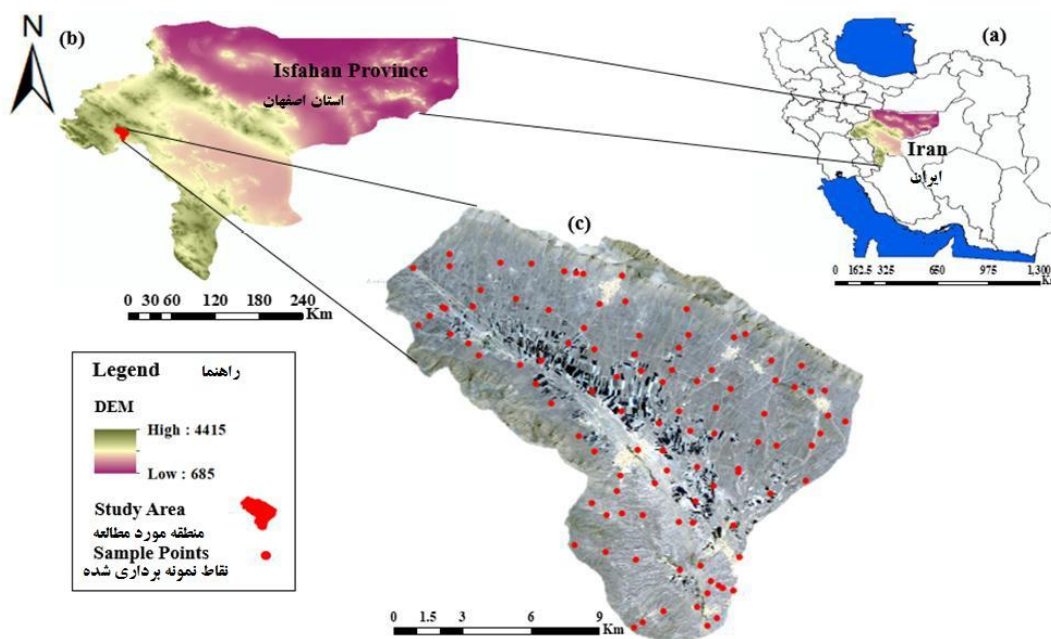 N
(b)
Isfahan Province
استان اصفهان
0 30 60 120 180 240
Km
(a)
Iran
ایران
0 162.5 325 650 975 1,300
Km
(c)
Legend راهنما
DEM
High : 4415
Low : 685
Study Area
منطقه مورد مطالعه
Sample Points
نقاط نمونه برداری شده
0 1.5 3 6 9
Km